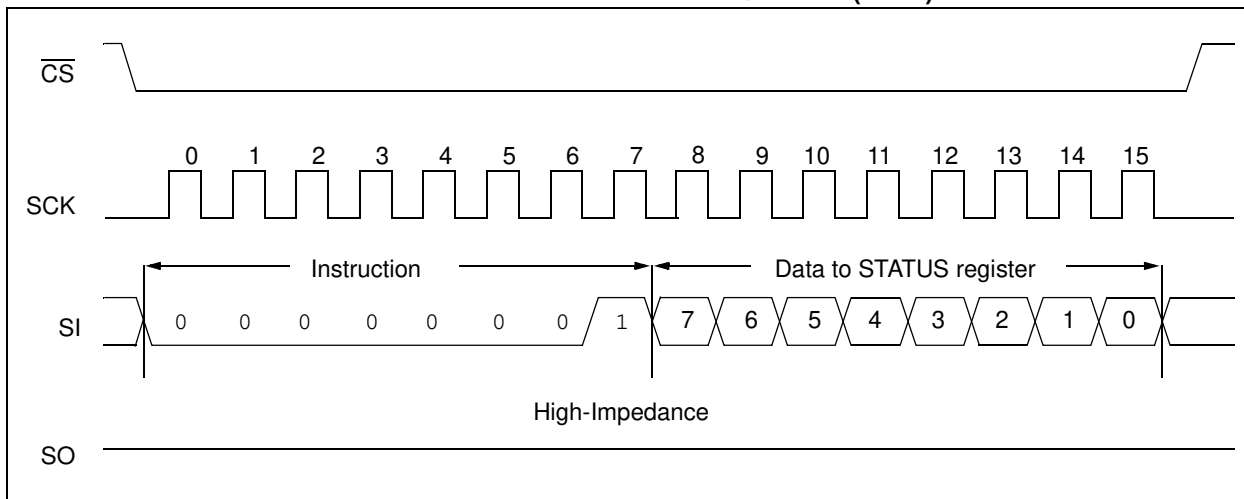 CS
0 1 2 3 4 5 6 7 8 9 10 11 12 13 14 15
SCK
Instruction Data to STATUS register
SI 0 0 0 0 0 0 0 1 7 6 5 4 3 2 1 0
High-Impedance
SO